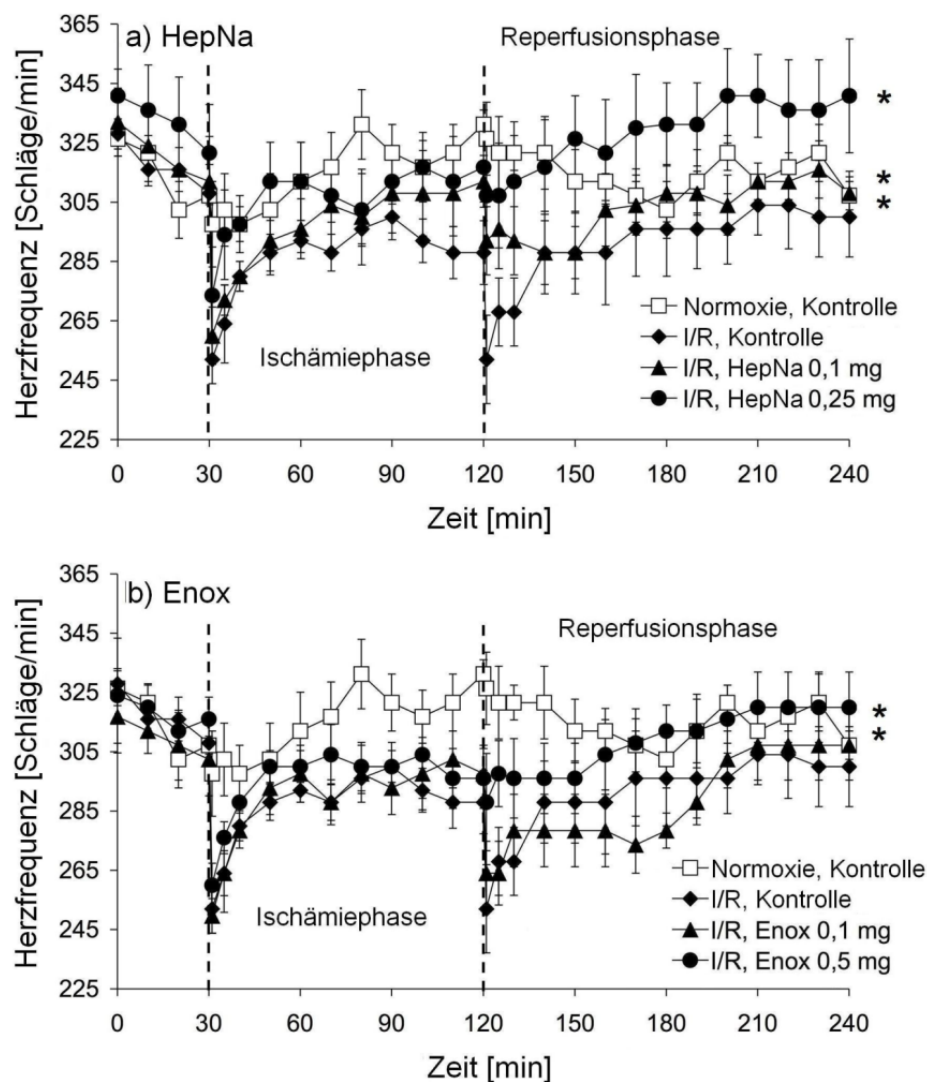 a) HepNa
Reperfusionsphase
Herzfrequenz [Schläge/min]
365
345
325
305
285
265
245
225
*
*
*
Ischämiephase
Normoxie, Kontrolle
I/R, Kontrolle
I/R, HepNa 0,1 mg
I/R, HepNa 0,25 mg
0 30 60 90 120 150 180 210 240
Zeit [min]
b) Enox
Reperfusionsphase
Herzfrequenz [Schläge/min]
365
345
325
305
285
265
245
225
*
*
Ischämiephase
Normoxie, Kontrolle
I/R, Kontrolle
I/R, Enox 0,1 mg
I/R, Enox 0,5 mg
0 30 60 90 120 150 180 210 240
Zeit [min]